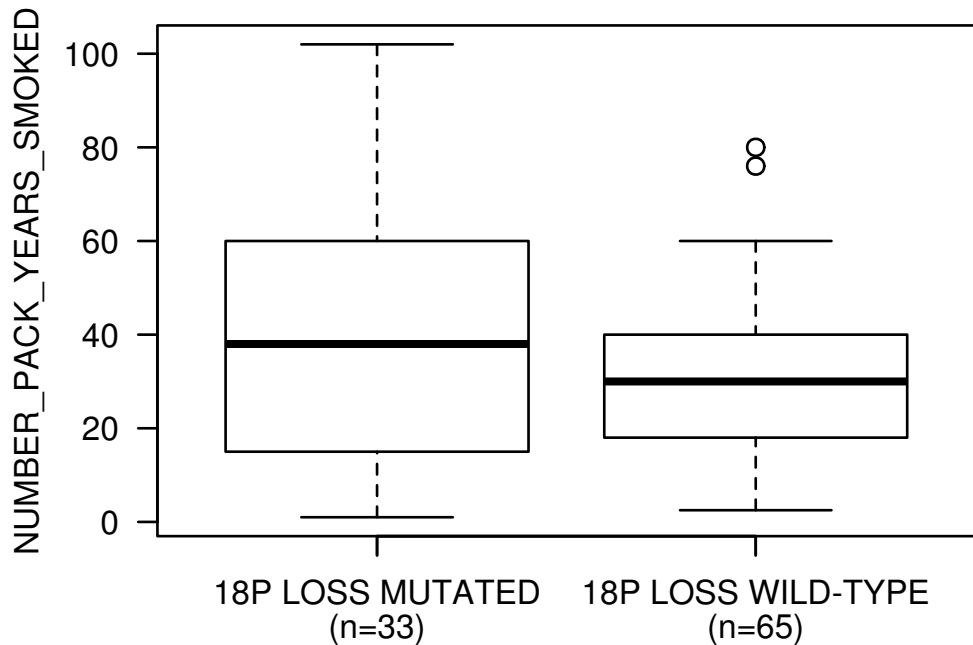 NUMBER_PACK_YEARS_SMOKED
100
80
60
40
20
0
18P LOSS MUTATED
(n=33)
18P LOSS WILD-TYPE
(n=65)